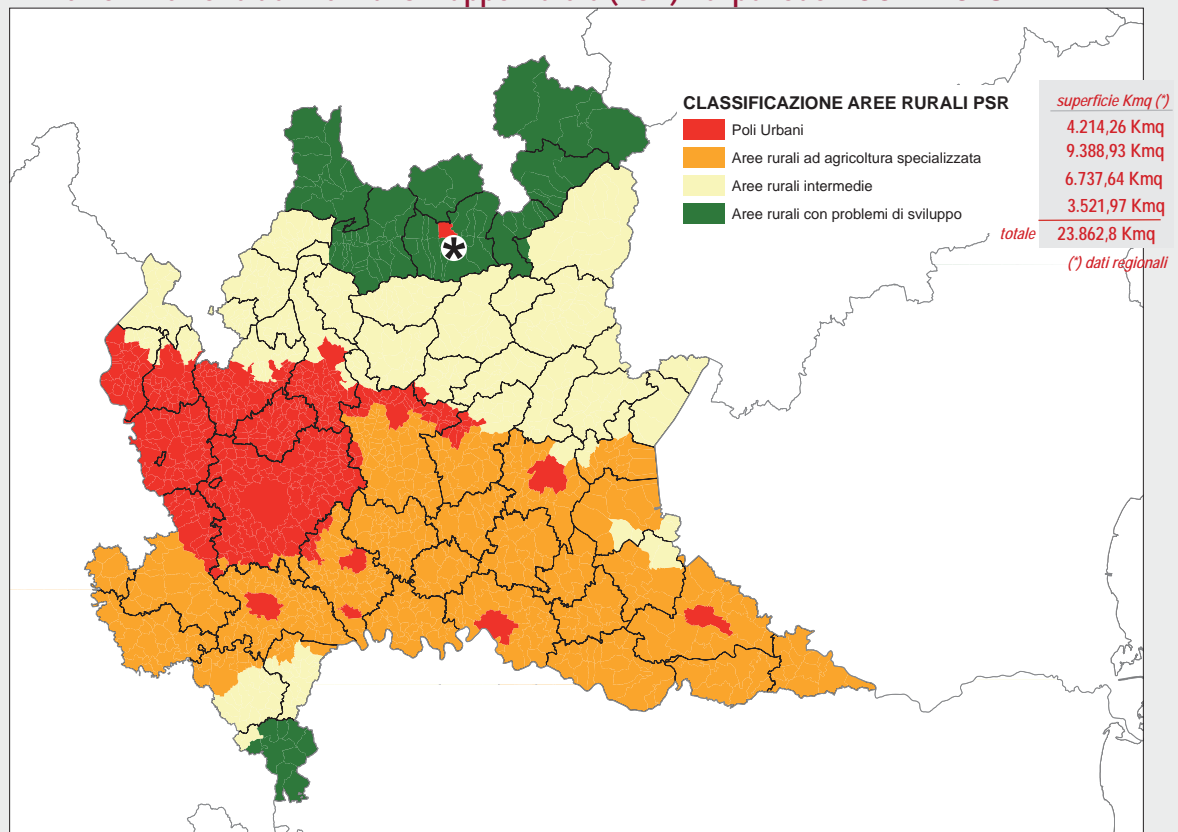 CLASSIFICAZIONE AREE RURALI PSR
superficie Kmq (*)
Poli Urbani
4.214,26 Kmq
Aree rurali ad agricoltura specializzata
9.388,93 Kmq
Aree rurali intermedie
6.737,64 Kmq
Aree rurali con problemi di sviluppo
3.521,97 Kmq
totale 23.862,8 Kmq
(*) dati regionali
*